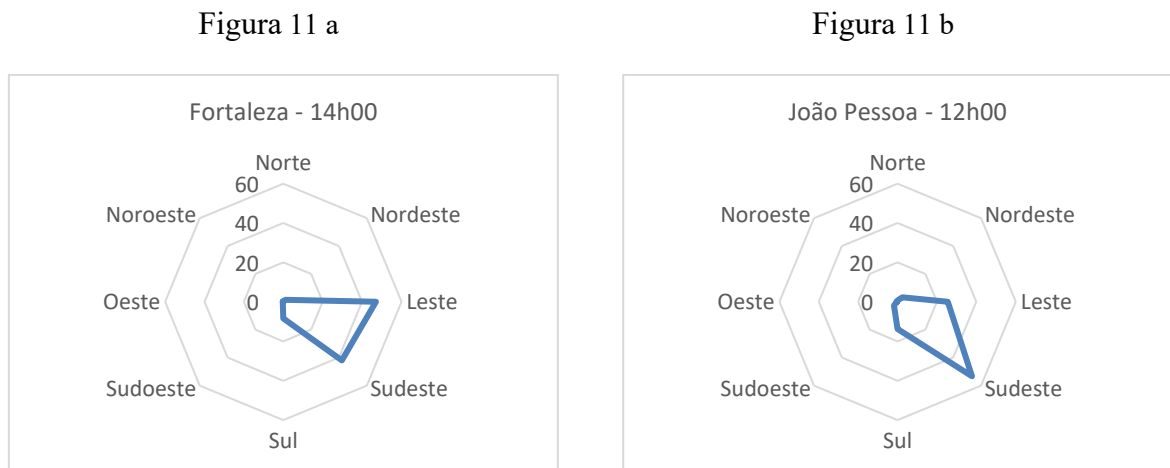 Figura 11 a
Figura 11 b
Fortaleza - 14h00
Norte
60
Noroeste
Nordeste
40
20
Oeste
0
Leste
Sudoeste
Sudeste
Sul
João Pessoa - 12h00
Norte
60
Noroeste
Nordeste
40
20
Oeste
0
Leste
Sudoeste
Sudeste
Sul